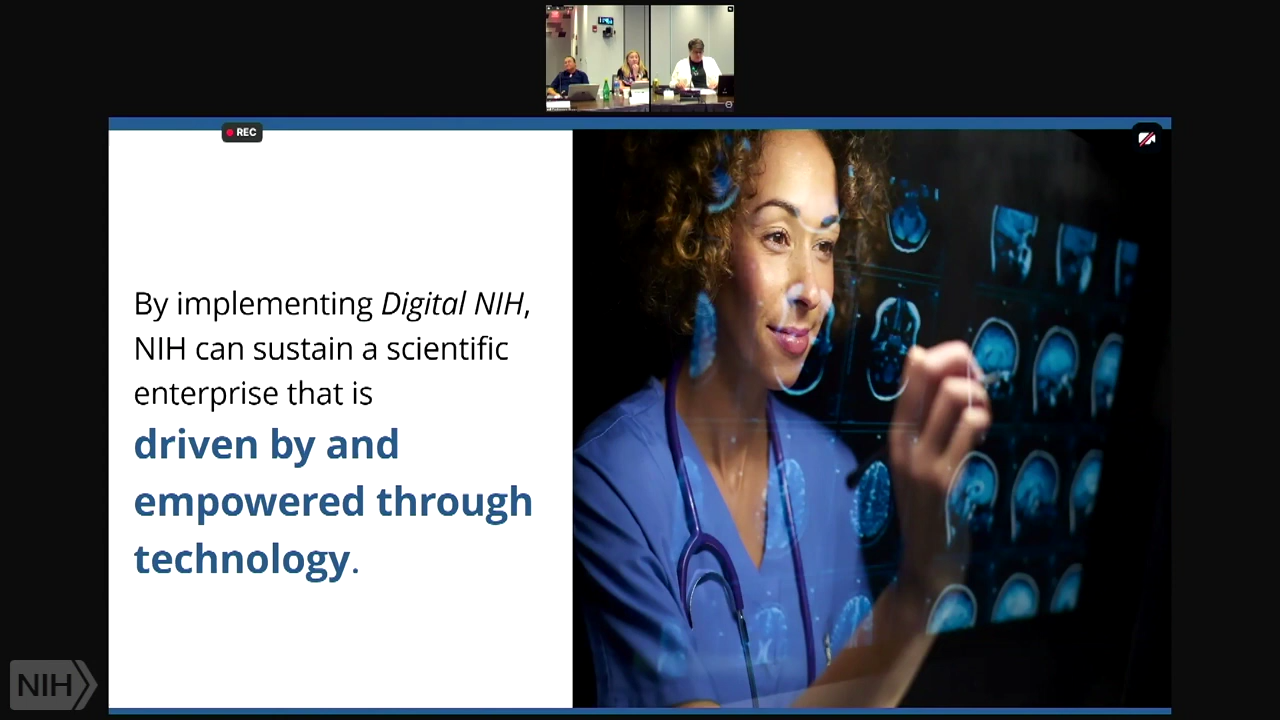 REC
By implementing Digital NIH,
NIH can sustain a scientific
enterprise that is
driven by and
empowered through
technology.
NIH